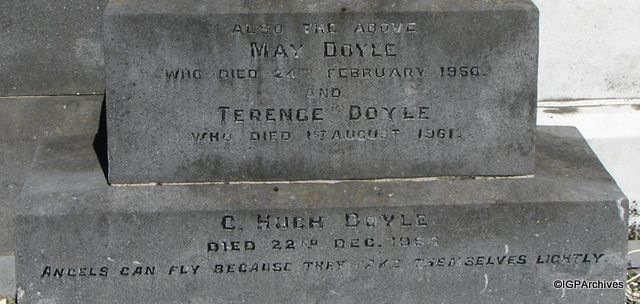 ALSO THE ABOVE
MAY DOYLE
WHO DIED 24TH FEBRUARY 1950.
AND
TERENCE DOYLE
WHO DIED 1ST AUGUST 1961.
C. HUGH DOYLE
DIED 22ND DEC.
ANGELS CAN FLY BECAUSE THEY TAKE THEMSELVES LIGHTLY.
©IGPArchives